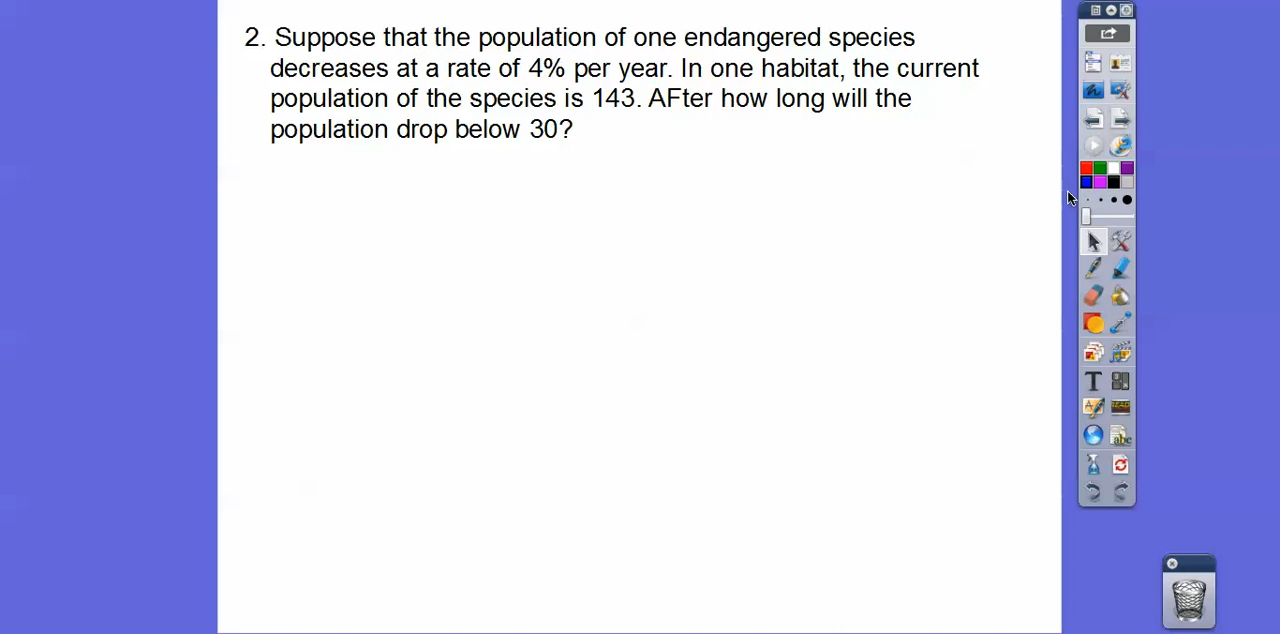 2. Suppose that the population of one endangered species
decreases at a rate of 4% per year. In one habitat, the current
population of the species is 143. AFter how long will the
population drop below 30?